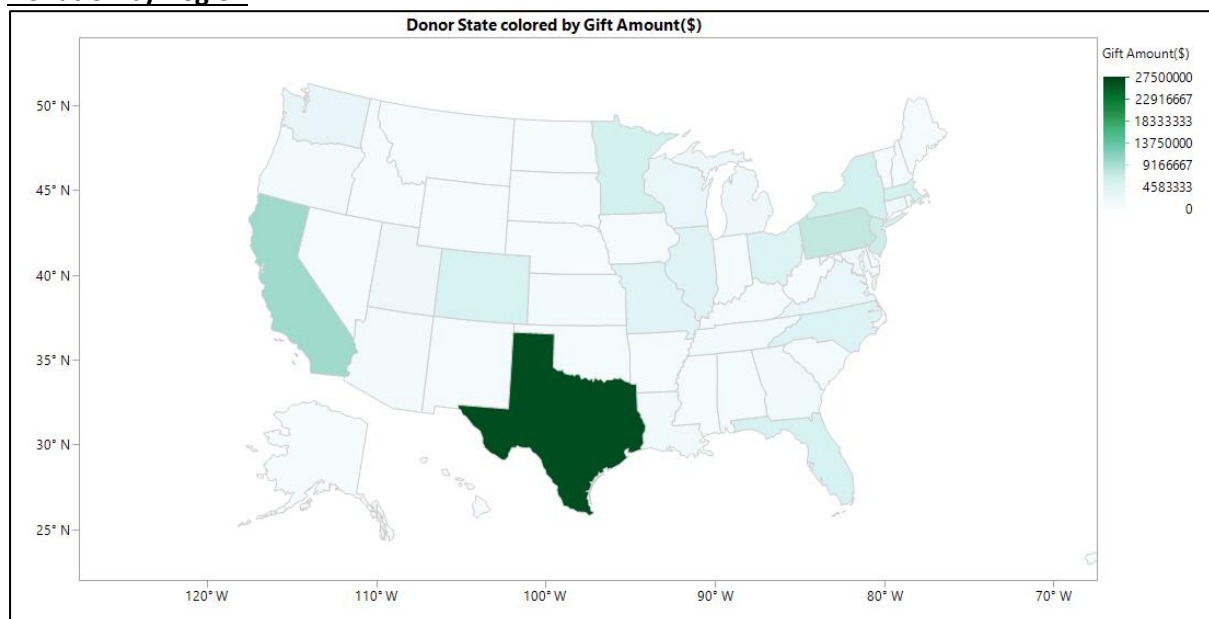 Donor State colored by Gift Amount($)
Gift Amount($)
27500000
22916667
18333333
13750000
9166667
4583333
0
50° N
45° N
40° N
35° N
30° N
25° N
120° W
110° W
100° W
90° W
80° W
70° W